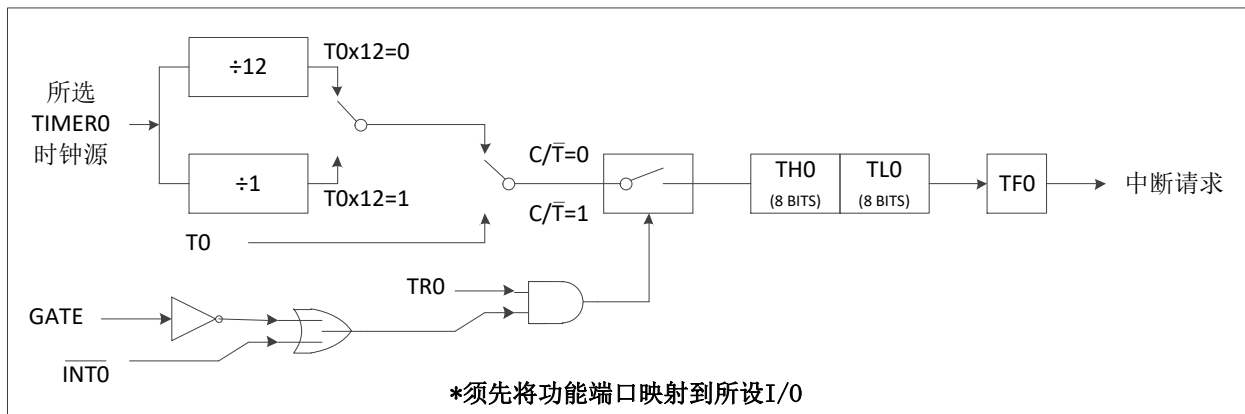 ÷12
T0x12=0
所选
TIMER0
时钟源
÷1
T0x12=1
C/T̅=0
C/T̅=1
T0
TH0
(8 BITS)
TL0
(8 BITS)
TF0
中断请求
TR0
GATE
I̅N̅T̅0̅
*须先将功能端口映射到所设I/O